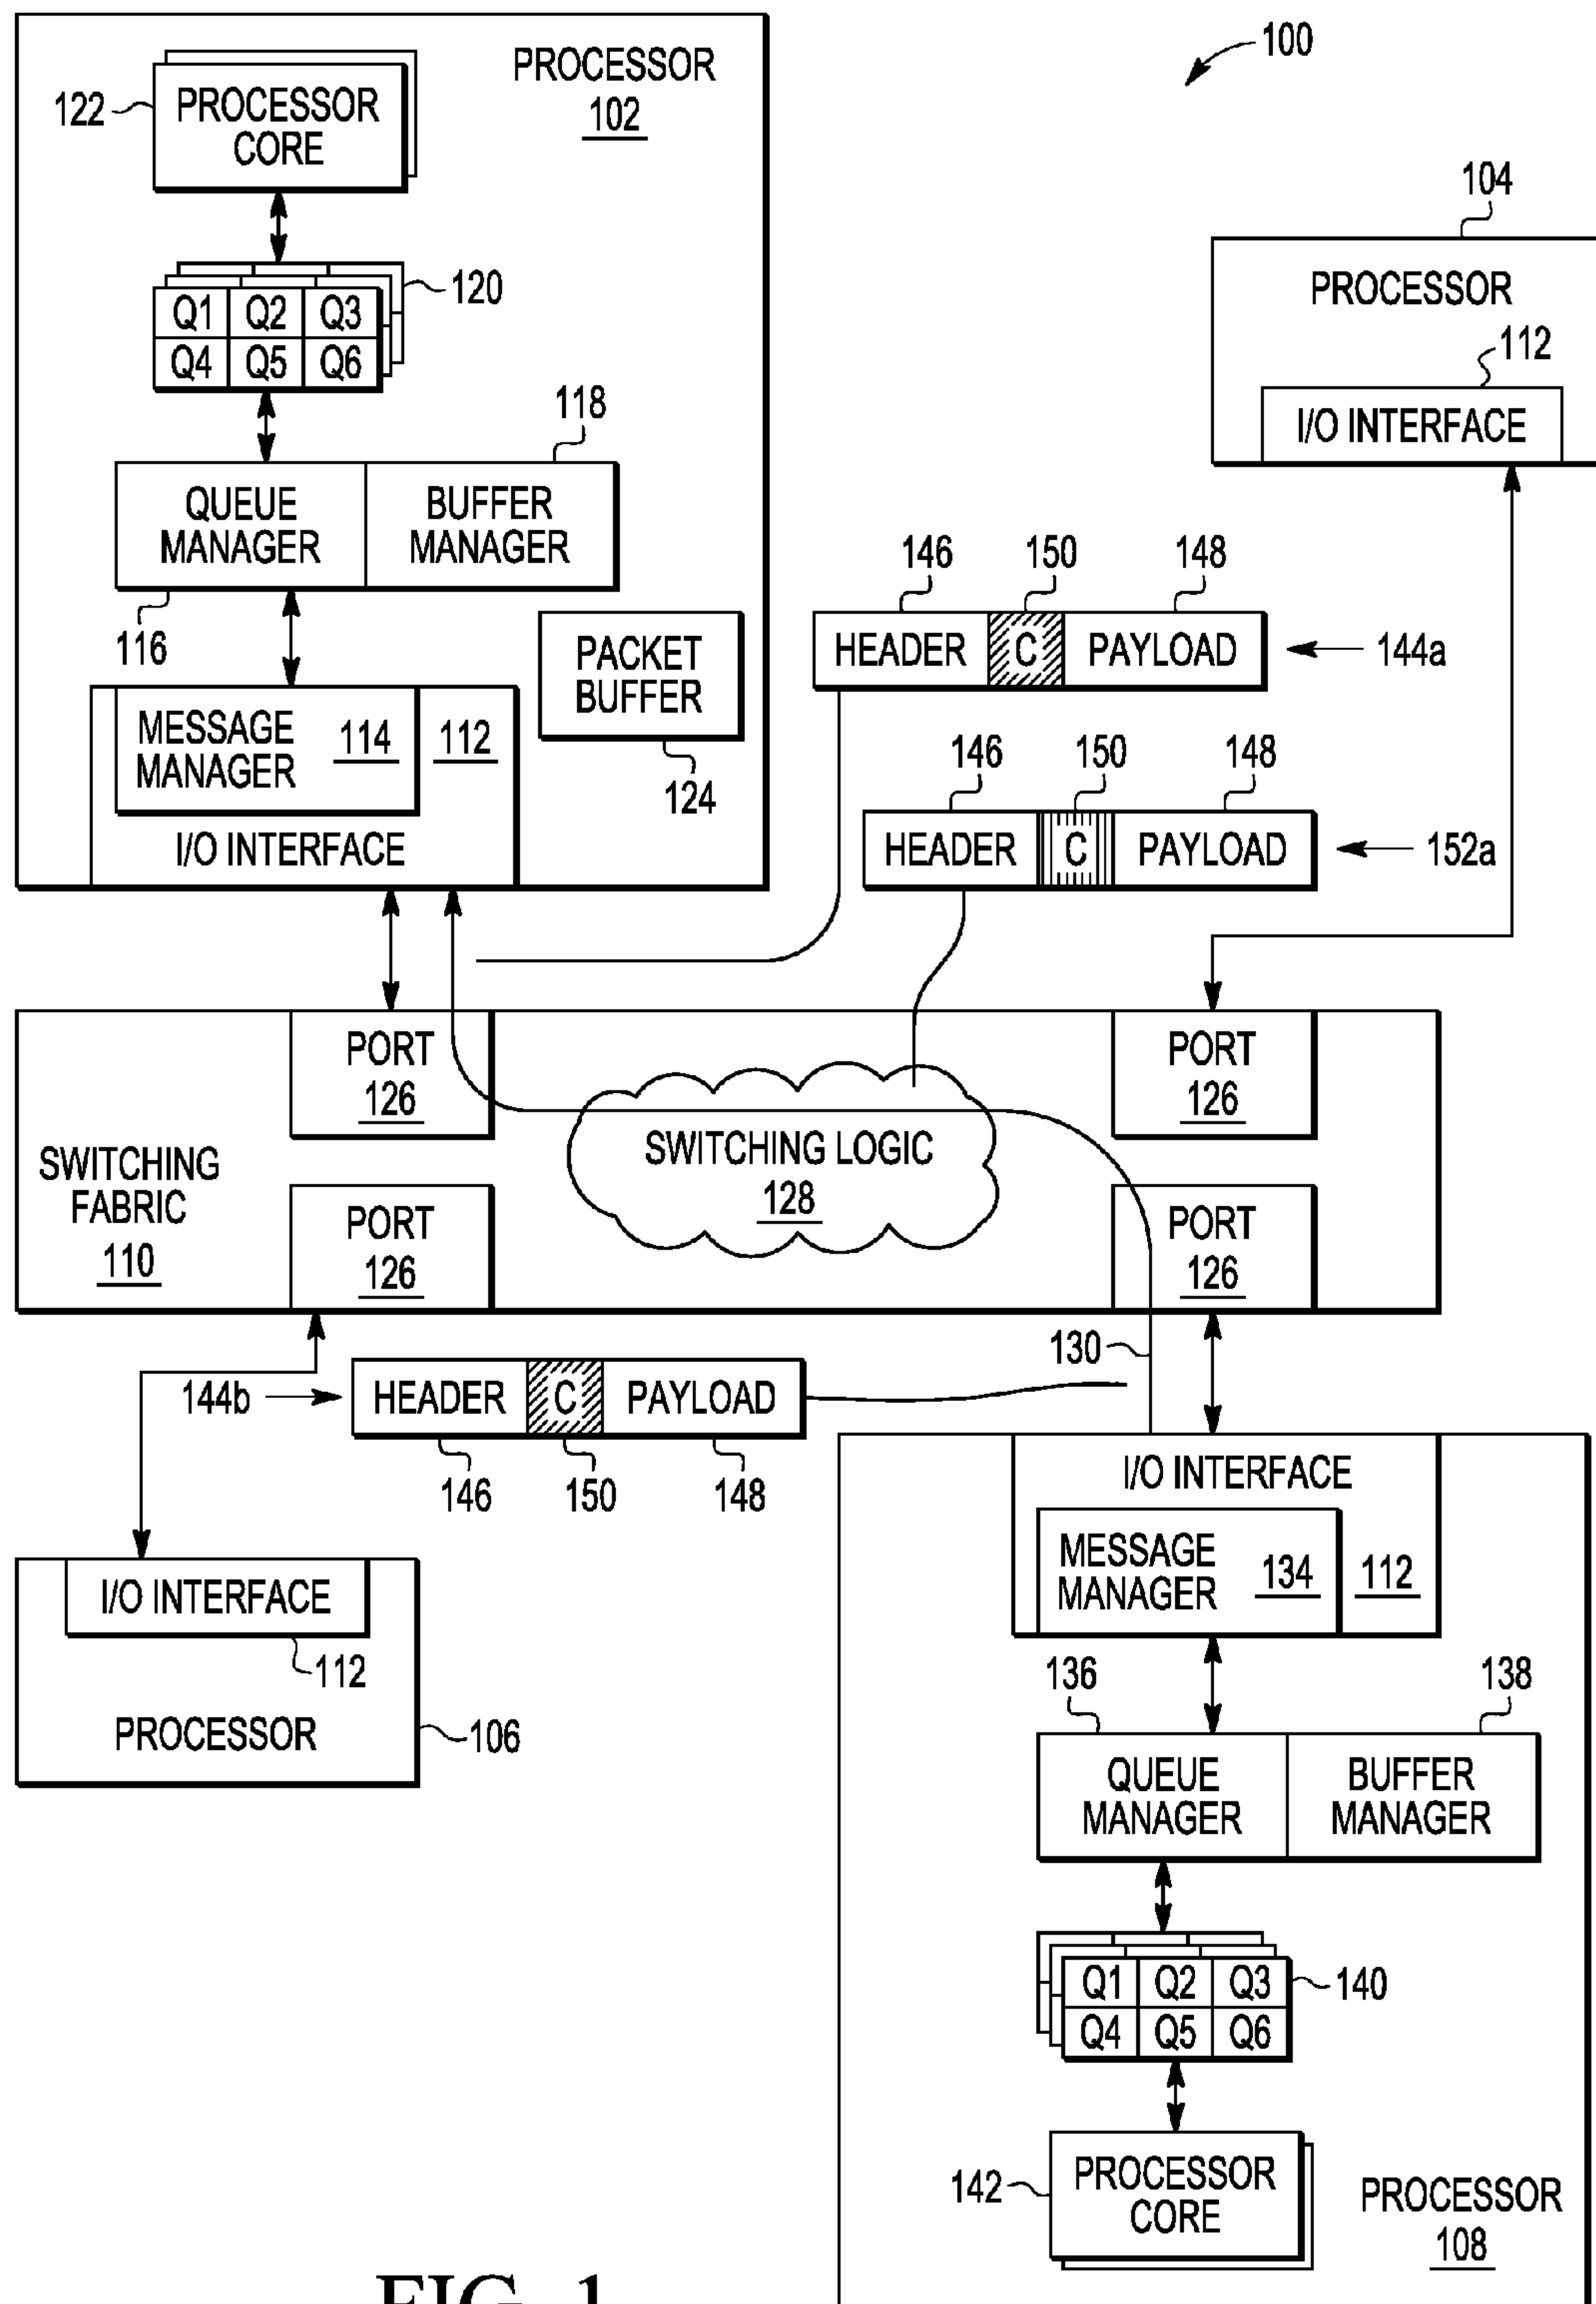 100
PROCESSOR
102
122
PROCESSOR
CORE
120
Q1 Q2 Q3
Q4 Q5 Q6
118
QUEUE
MANAGER
BUFFER
MANAGER
116
PACKET
BUFFER
124
MESSAGE
MANAGER
114
112
I/O INTERFACE
104
PROCESSOR
112
I/O INTERFACE
146 150 148
HEADER C PAYLOAD
144a
146 150 148
HEADER C PAYLOAD
152a
PORT
126
PORT
126
SWITCHING LOGIC
128
SWITCHING
FABRIC
110
PORT
126
PORT
126
130
144b
HEADER C PAYLOAD
146 150 148
I/O INTERFACE
112
PROCESSOR
106
I/O INTERFACE
MESSAGE
MANAGER
134
112
136
138
QUEUE
MANAGER
BUFFER
MANAGER
Q1 Q2 Q3
Q4 Q5 Q6
140
142
PROCESSOR
CORE
PROCESSOR
108
FIG. 1